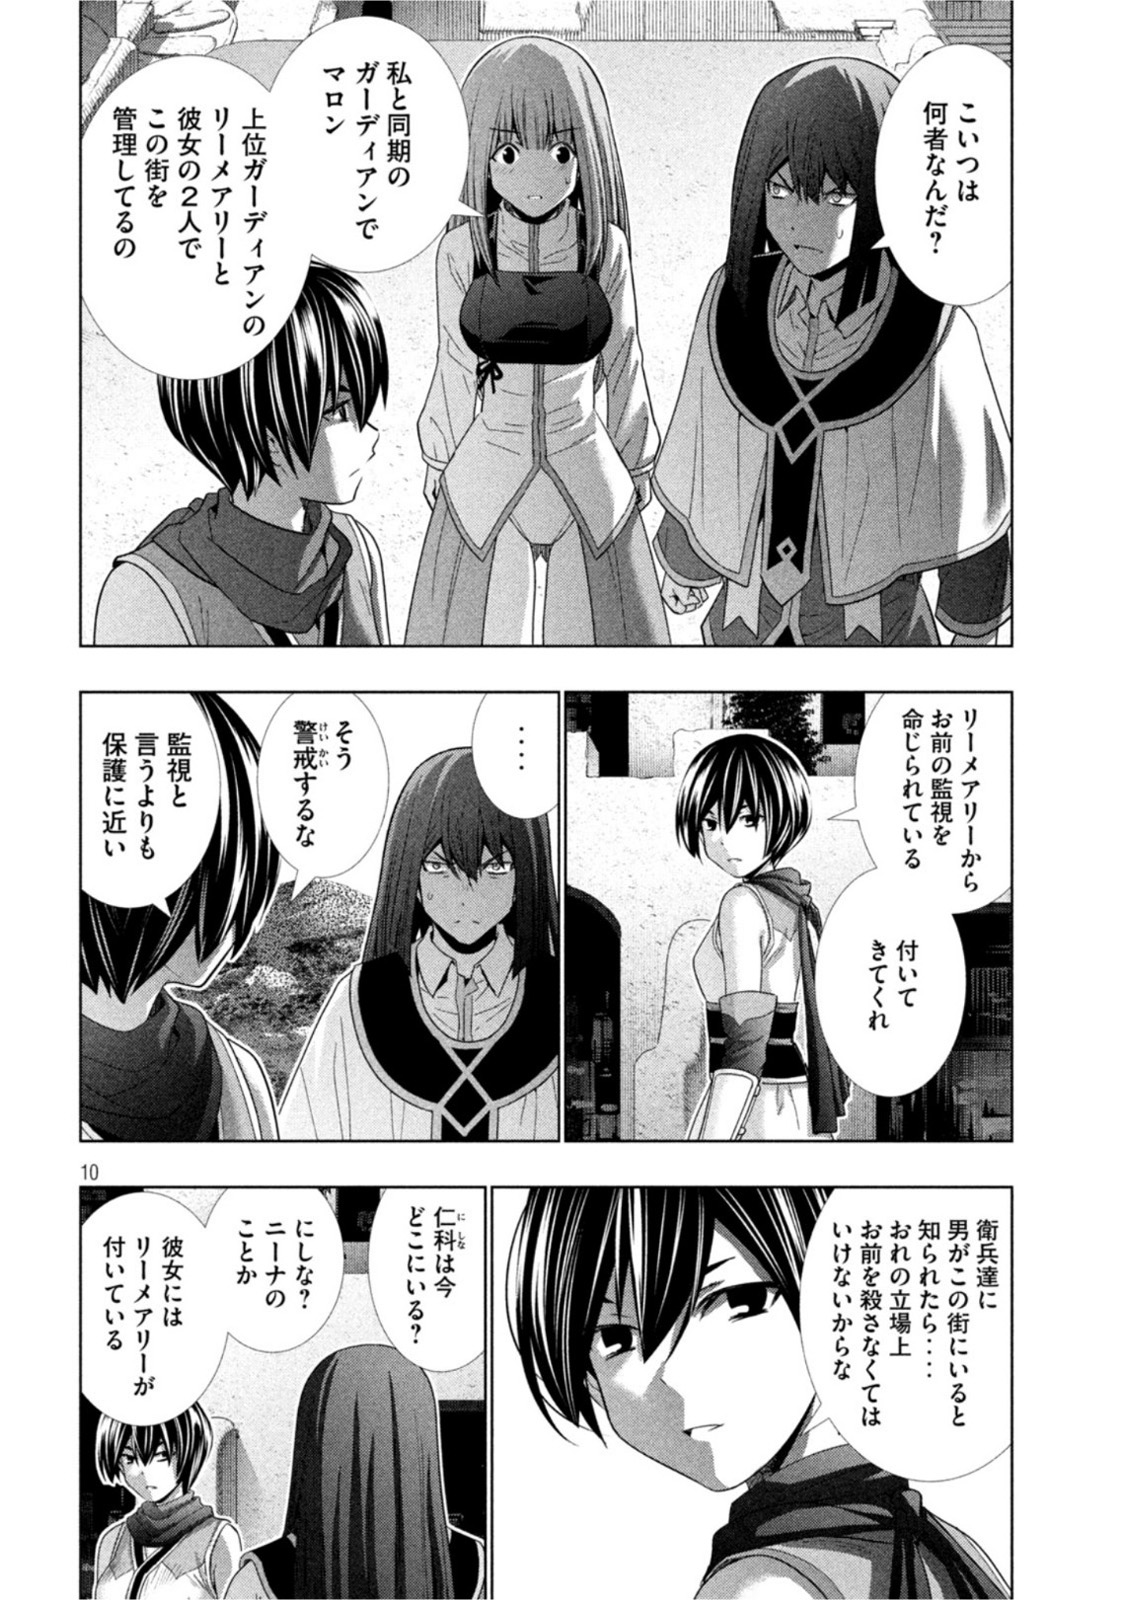 こいつは
何者なんだ？
私と同期の
ガーディアンで
マロン
上位ガーディアンの
リーメアリーと
彼女の２人で
この街を
管理してるの
リーメアリーから
お前の監視を
命じられている
付いて
きてくれ
‥‥
そう
警戒するな
けいかい
監視と
言うよりも
保護に近い
10
衛兵達に
男がこの街にいると
知られたら‥‥
おれの立場上
お前を殺さなくては
いけないからな
仁科は今
にしな
どこにいる？
にしな？
ニーナの
ことか
彼女には
リーメアリーが
付いている